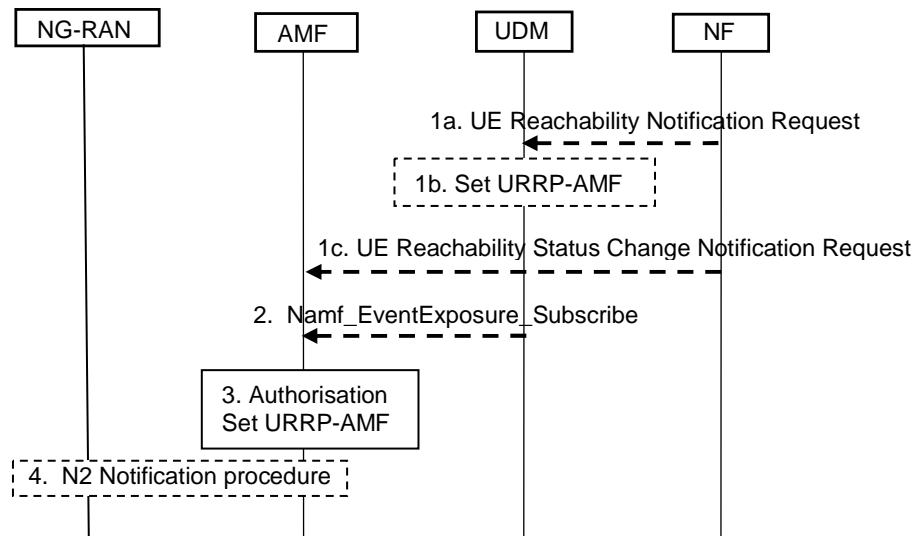 NG-RAN
AMF
UDM
NF
1a. UE Reachability Notification Request
1b. Set URRP-AMF
1c. UE Reachability Status Change Notification Request
2. Namf_EventExposure_Subscribe
3. Authorisation
Set URRP-AMF
4. N2 Notification procedure